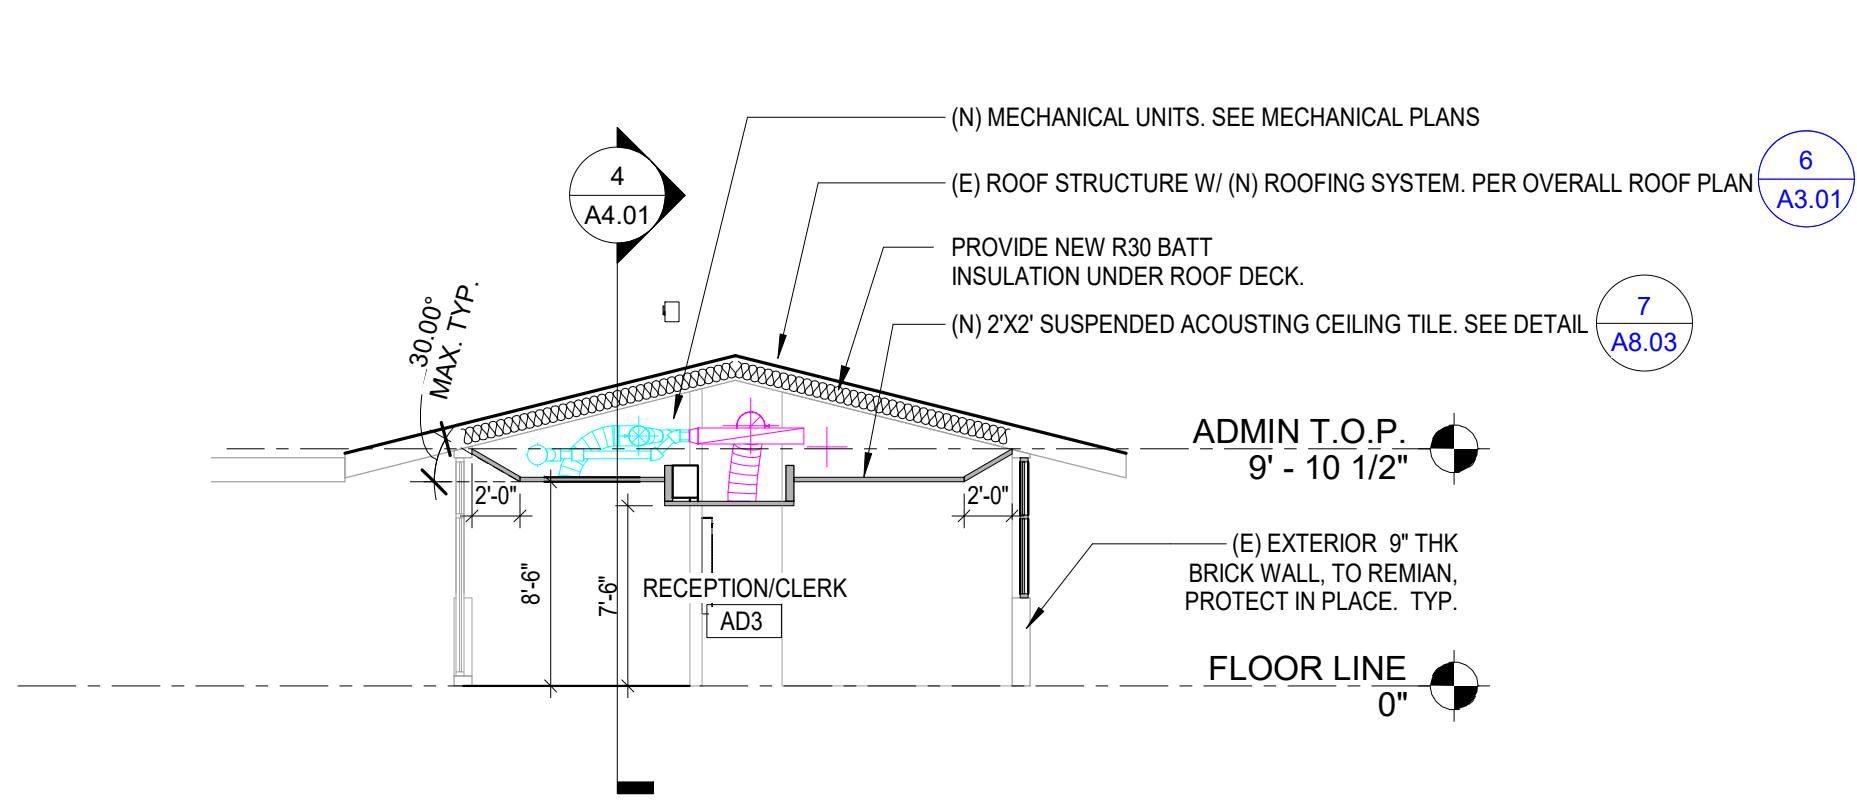 (N) MECHANICAL UNITS. SEE MECHANICAL PLANS
4
A4.01
(E) ROOF STRUCTURE W/ (N) ROOFING SYSTEM. PER OVERALL ROOF PLAN
6
A3.01
PROVIDE NEW R30 BATT
INSULATION UNDER ROOF DECK.
(N) 2'X2' SUSPENDED ACOUSTING CEILING TILE. SEE DETAIL
7
A8.03
30.00°
MAX. TYP.
ADMIN T.O.P.
9' - 10 1/2"
2'-0"
2'-0"
8'-6"
7'-6"
RECEPTION/CLERK
AD3
(E) EXTERIOR 9" THK
BRICK WALL, TO REMIAN,
PROTECT IN PLACE. TYP.
FLOOR LINE
0"